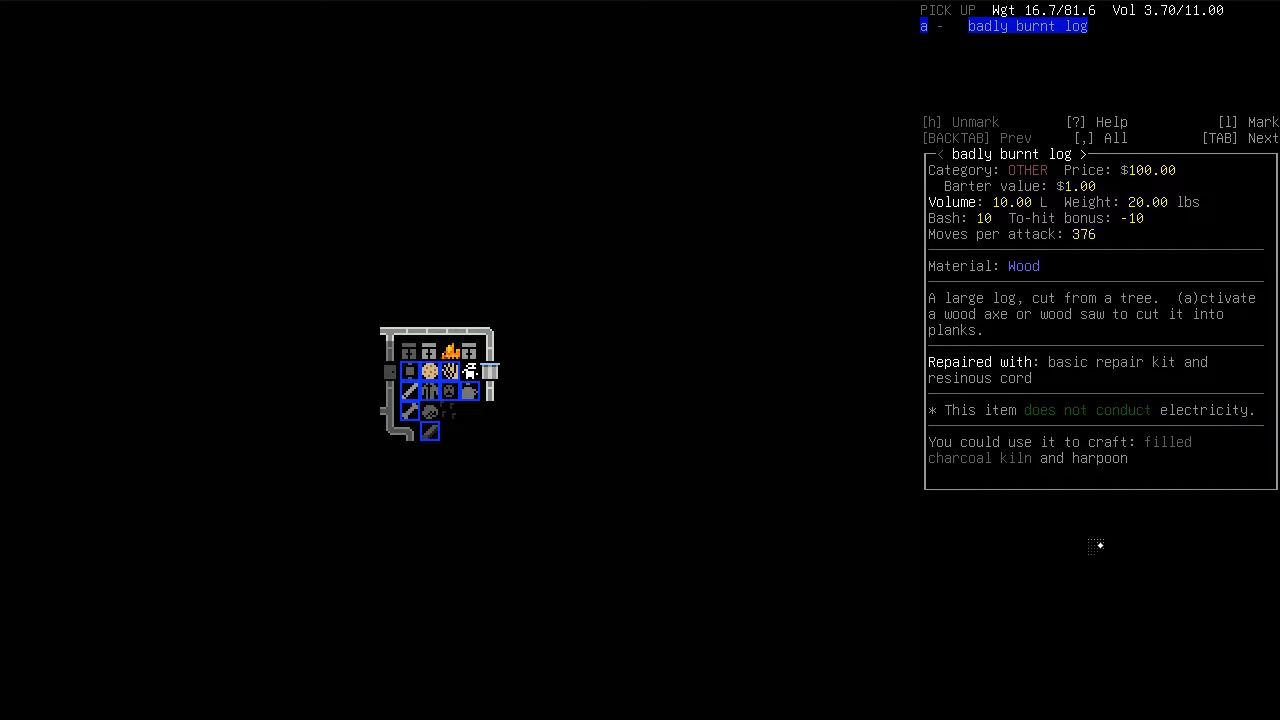 PICK UP  Wgt 16.7/81.6  Vol 3.70/11.00
a -   badly burnt log
[h] Unmark   [?] Help   [l] Mark
[BACKTAB] Prev   [,] All   [TAB] Next
< badly burnt log >
Category: OTHER  Price: $100.00
Barter value: $1.00
Volume: 10.00 L  Weight: 20.00 lbs
Bash: 10  To-hit bonus: -10
Moves per attack: 376
Material: Wood
A large log, cut from a tree.  (a)ctivate
a wood axe or wood saw to cut it into
planks.
Repaired with: basic repair kit and
resinous cord
* This item does not conduct electricity.
You could use it to craft: filled
charcoal kiln and harpoon